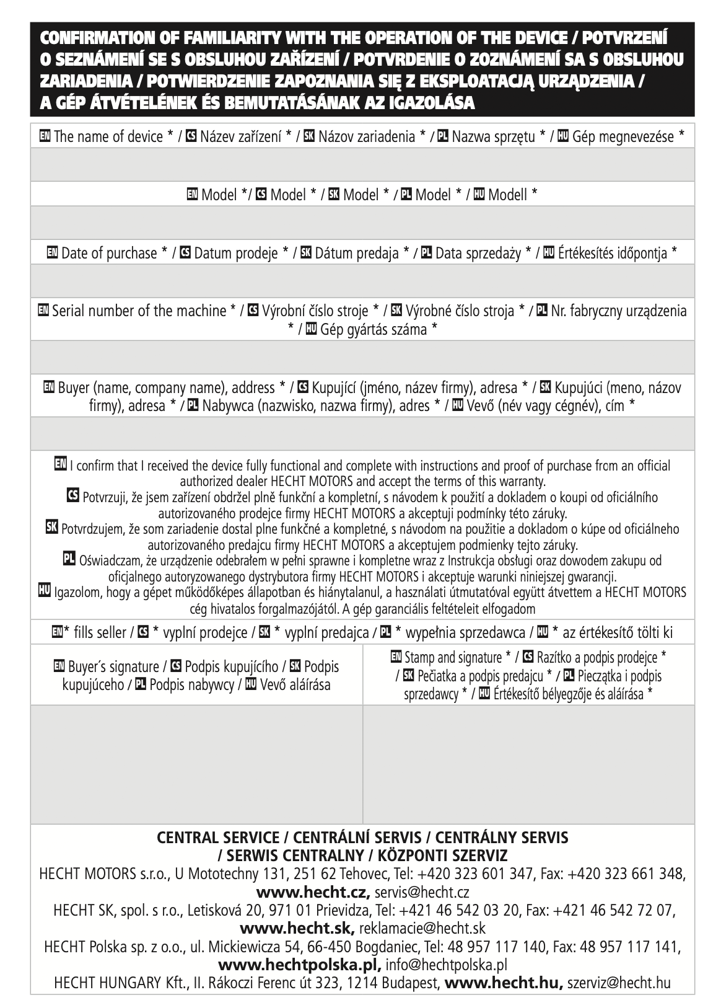 CONFIRMATION OF FAMILIARITY WITH THE OPERATION OF THE DEVICE / POTVRZENÍ
O SEZNÁMENÍ SE S OBSLUHOU ZAŘÍZENÍ / POTVRDENIE O ZOZNÁMENÍ SA S OBSLUHOU
ZARIADENIA / POTWIERDZENIE ZAPOZNANIA SIĘ Z EKSPLOATACJĄ URZĄDZENIA /
A GÉP ÁTVÉTELÉNEK ÉS BEMUTATÁSÁNAK AZ IGAZOLÁSA
EN The name of device * / CS Název zařízení * / SK Názov zariadenia * / PL Nazwa sprzętu * / HU Gép megnevezése *
EN Model */ CS Model * / SK Model * / PL Model * / HU Modell *
EN Date of purchase * / CS Datum prodeje * / SK Dátum predaja * / PL Data sprzedaży * / HU Értékesítés időpontja *
EN Serial number of the machine * / CS Výrobní číslo stroje * / SK Výrobné číslo stroja * / PL Nr. fabryczny urządzenia
* / HU Gép gyártás száma *
EN Buyer (name, company name), address * / CS Kupující (jméno, název firmy), adresa * / SK Kupujúci (meno, názov
firmy), adresa * / PL Nabywca (nazwisko, nazwa firmy), adres * / HU Vevő (név vagy cégnév), cím *
EN I confirm that I received the device fully functional and complete with instructions and proof of purchase from an official
authorized dealer HECHT MOTORS and accept the terms of this warranty.
CS Potvrzuji, že jsem zařízení obdržel plně funkční a kompletní, s návodem k použití a dokladem o koupi od oficiálního
autorizovaného prodejce firmy HECHT MOTORS a akceptuji podmínky této záruky.
SK Potvrdzujem, že som zariadenie dostal plne funkčné a kompletné, s návodom na použitie a dokladom o kúpe od oficiálneho
autorizovaného predajcu firmy HECHT MOTORS a akceptujem podmienky tejto záruky.
PL Oświadczam, że urządzenie odebrałem w pełni sprawne i kompletne wraz z Instrukcja obsługi oraz dowodem zakupu od
oficjalnego autoryzowanego dystrybutora firmy HECHT MOTORS i akceptuje warunki niniejszej gwarancji.
HU Igazolom, hogy a gépet működőképes állapotban és hiánytalanul, a használati útmutatóval együtt átvettem a HECHT MOTORS
cég hivatalos forgalmazójától. A gép garanciális feltételeit elfogadom
EN* fills seller / CS * vyplní prodejce / SK * vyplní predajca / PL * wypełnia sprzedawca / HU * az értékesítő tölti ki
EN Buyer´s signature / CS Podpis kupujícího / SK Podpis
kupujúceho / PL Podpis nabywcy / HU Vevő aláírása
EN Stamp and signature * / CS Razítko a podpis prodejce *
/ SK Pečiatka a podpis predajcu * / PL Pieczątka i podpis
sprzedawcy * / HU Értékesítő bélyegzője és aláírása *
CENTRAL SERVICE / CENTRÁLNÍ SERVIS / CENTRÁLNY SERVIS
/ SERWIS CENTRALNY / KÖZPONTI SZERVIZ
HECHT MOTORS s.r.o., U Mototechny 131, 251 62 Tehovec, Tel: +420 323 601 347, Fax: +420 323 661 348,
www.hecht.cz, servis@hecht.cz
HECHT SK, spol. s r.o., Letisková 20, 971 01 Prievidza, Tel: +421 46 542 03 20, Fax: +421 46 542 72 07,
www.hecht.sk, reklamacie@hecht.sk
HECHT Polska sp. z o.o., ul. Mickiewicza 54, 66-450 Bogdaniec, Tel: 48 957 117 140, Fax: 48 957 117 141,
www.hechtpolska.pl, info@hechtpolska.pl
HECHT HUNGARY Kft., II. Rákoczi Ferenc út 323, 1214 Budapest, www.hecht.hu, szerviz@hecht.hu